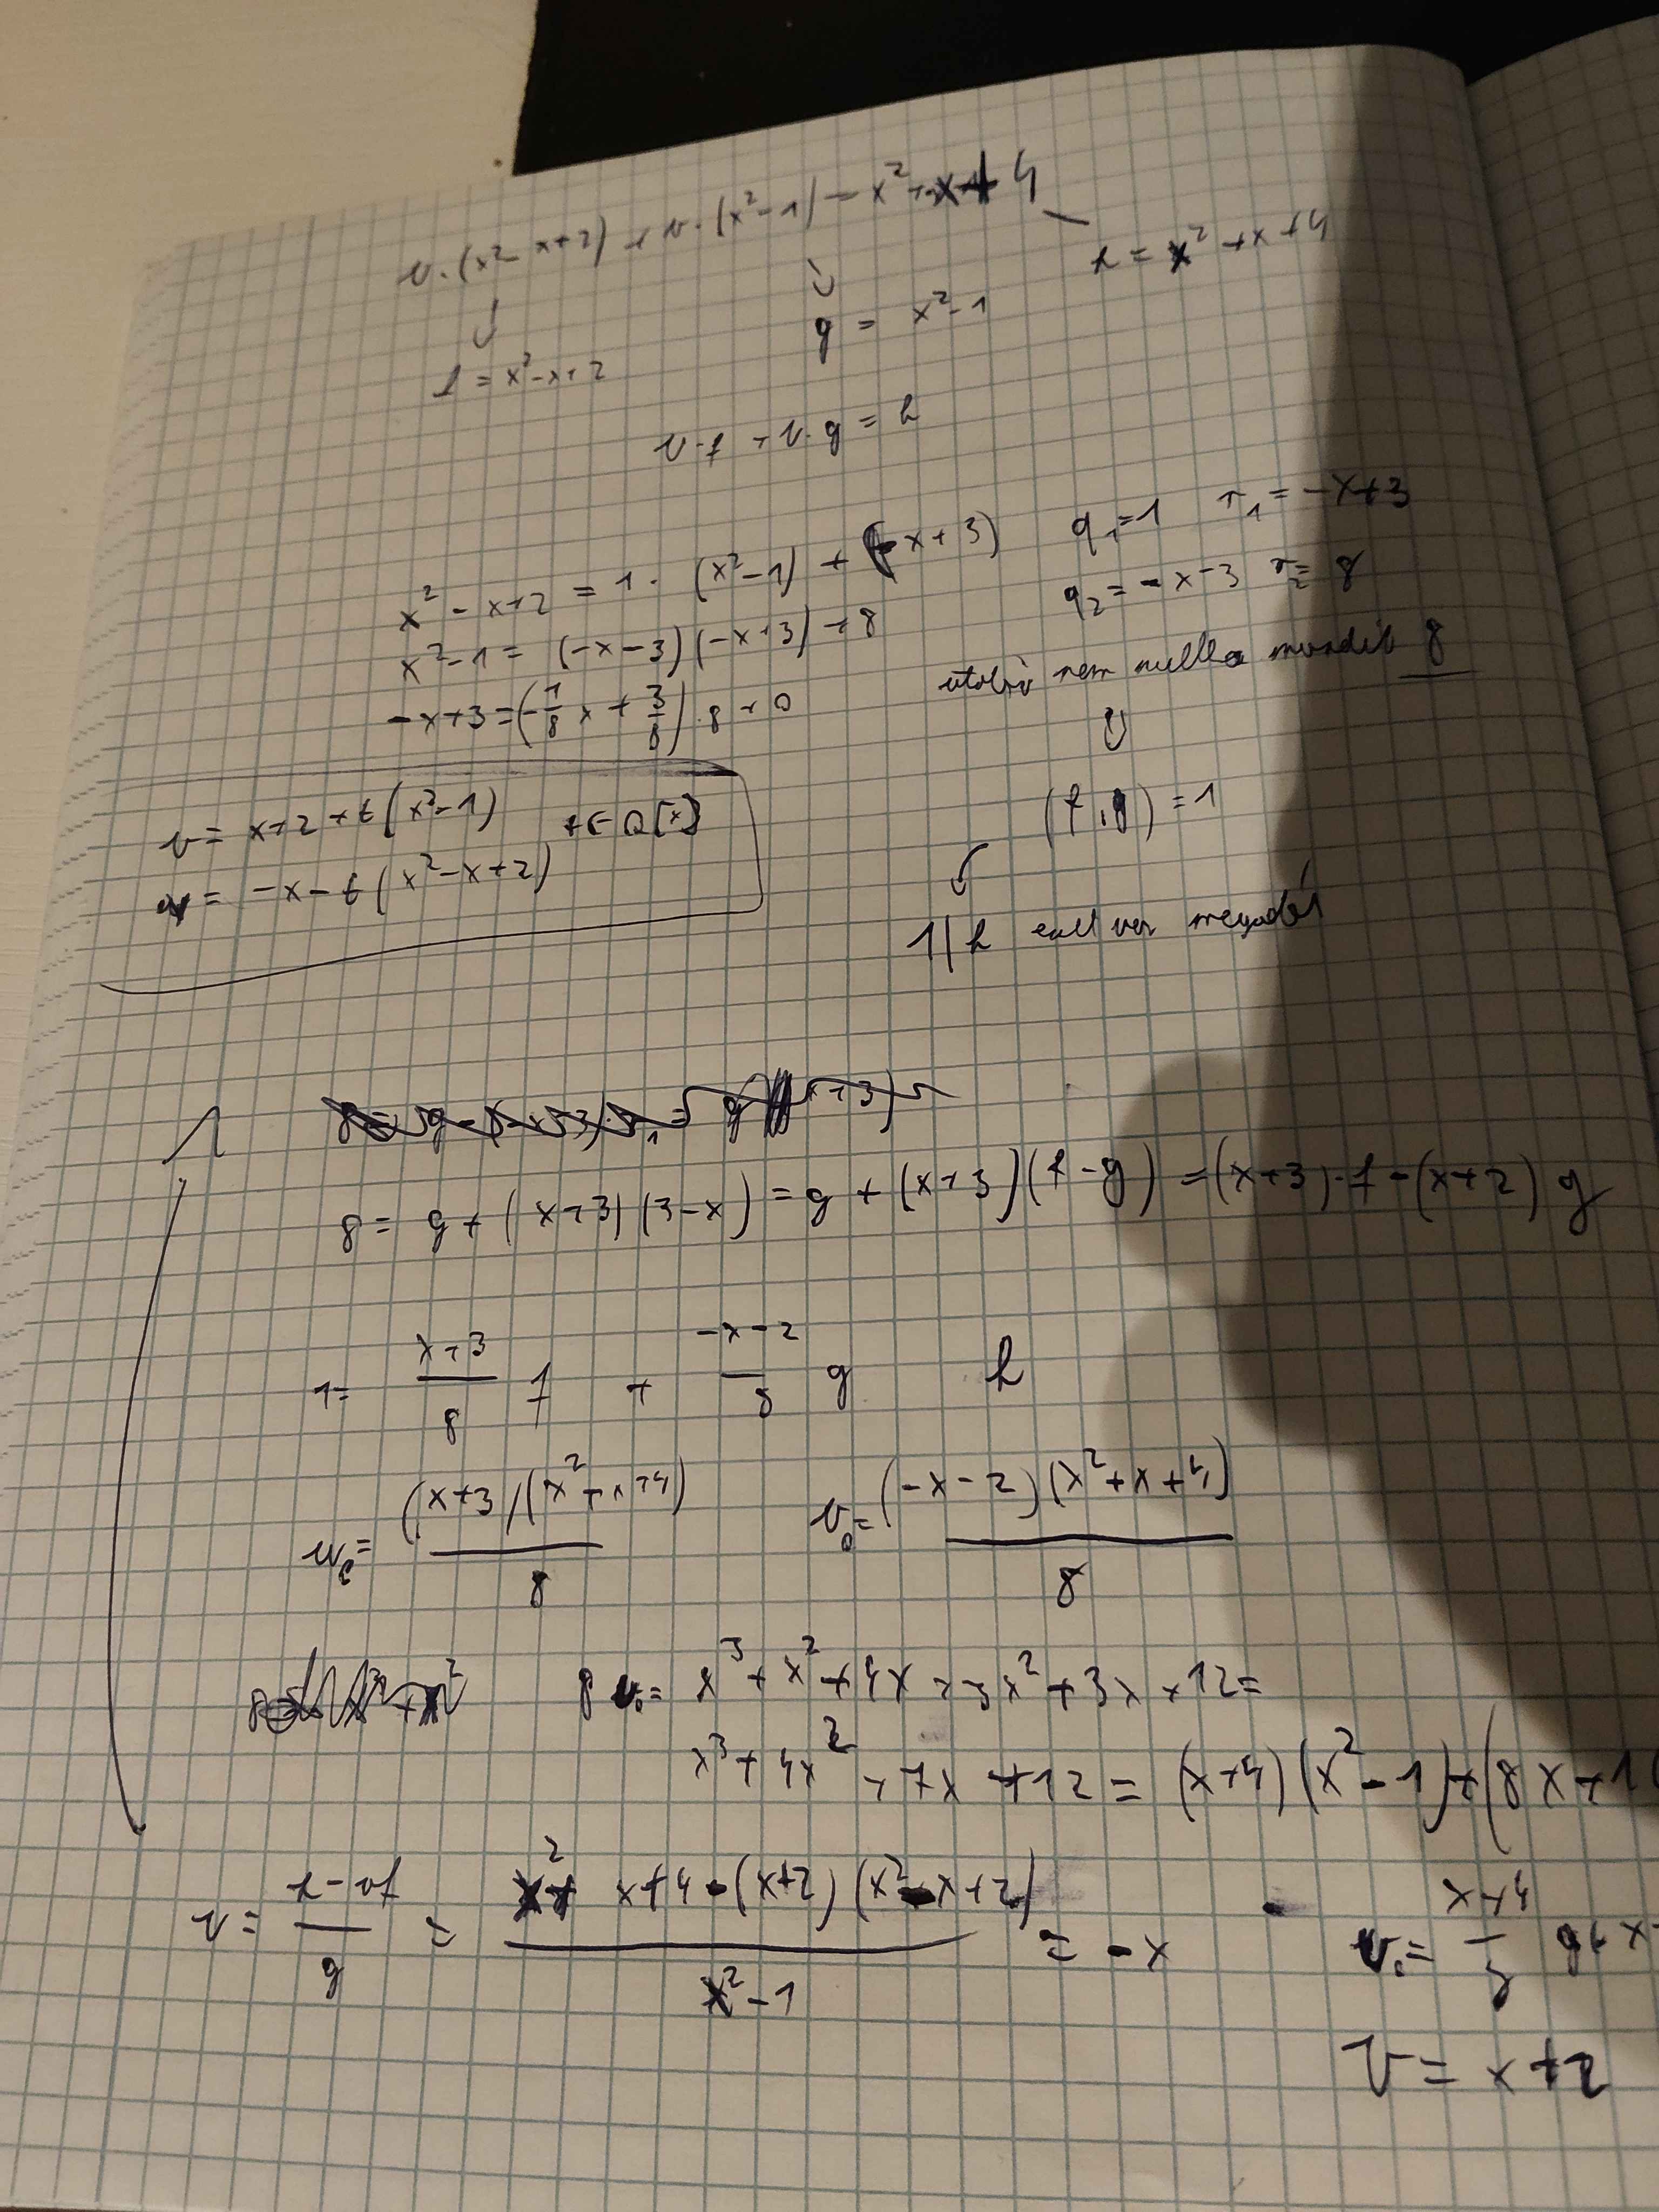 u·(x² x+2) + v·(x²-1) = x²+x+4
f = x²-x+2
g = x²-1
h = x²+x+4
u·f + v·g = h
x²-x+2 = 1·(x²-1) + (-x+3)
q₁=1 r₁=-x+3
x²-1 = (-x-3)(-x+3)+8
q₂=-x-3 r₂=8
-x+3=(-1/8x + 3/8)·8+0
utolsó nem nulla maradék 8
(f,g)=1
1|h ezért van megoldás
u = x+2+t(x²-1) t∈Q[x]
v = -x-t(x²-x+2)
8 = g+(x+3)(3-x) = g+(x+3)(f-g) = (x+3)·f-(x+2)g
1= x+3/8 f + -x-2/8 g h
u₀= (x+3)(x²+x+4)/8 v₀= (-x-2)(x²+x+4)/8
8u₀= x³+x²+4x+3x²+3x+12=
x³+4x²+7x+12 = (x+4)(x²-1)+(8x+1
v= h-uf/g = x²+x+4-(x+2)(x²-x+2)/x²-1 = -x
u₀= x+4/8 g+x
U= x+2